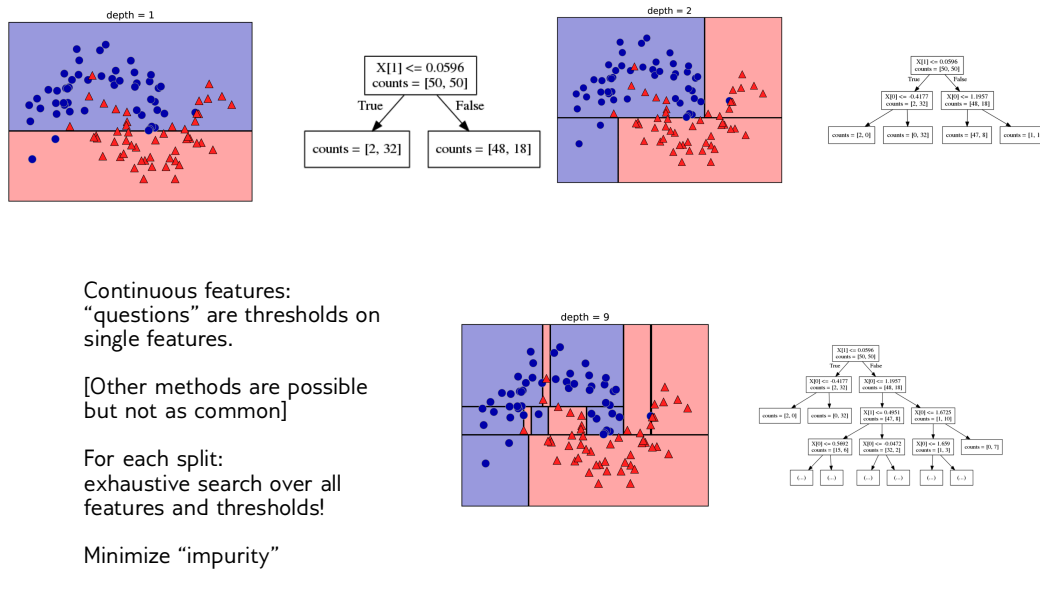 depth = 1
X[1] <= 0.0596
counts = [50, 50]
True
False
counts = [2, 32]
counts = [48, 18]
depth = 2
X[1] <= 0.0596
counts = [50, 50]
True
False
X[0] <= -0.4177
counts = [2, 32]
X[0] <= 1.1957
counts = [48, 18]
counts = [2, 0]
counts = [0, 32]
counts = [47, 8]
counts = [1, 1
Continuous features:
“questions” are thresholds on
single features.
[Other methods are possible
but not as common]
For each split:
exhaustive search over all
features and thresholds!
Minimize “impurity”
depth = 9
X[1] <= 0.0596
counts = [50, 50]
True
False
X[0] <= -0.4177
counts = [2, 32]
X[0] <= 1.1957
counts = [48, 18]
counts = [2, 0]
counts = [0, 32]
X[1] <= 0.4951
counts = [47, 8]
X[0] <= 1.6725
counts = [1, 10]
X[0] <= 0.5692
counts = [15, 6]
X[0] <= -0.0472
counts = [32, 2]
X[0] <= 1.659
counts = [1, 3]
counts = [0, 7]
(...)
(...)
(...)
(...)
(...)
(...)